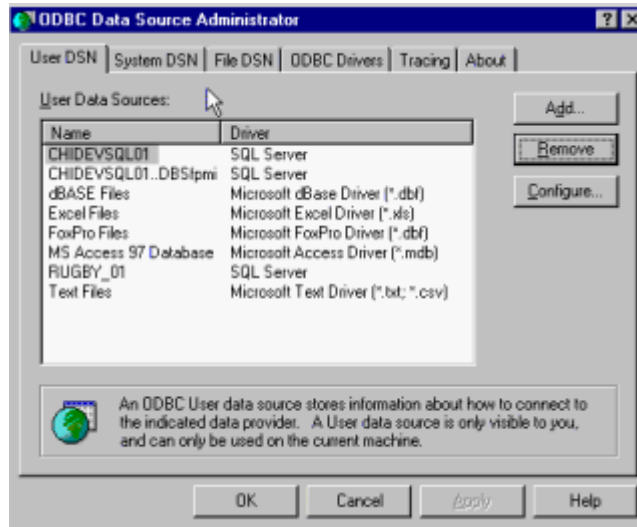 ODBC Data Source Administrator
User DSN System DSN File DSN ODBC Drivers Tracing About
User Data Sources:
Add...
Name Driver
Remove
CHIDEVSQL01 SQL Server
CHIDEVSQL01..DBSfpmi SQL Server
dBASE Files Microsoft dBase Driver (*.dbf)
Configure...
Excel Files Microsoft Excel Driver (*.xls)
FoxPro Files Microsoft FoxPro Driver (*.dbf)
MS Access 97 Database Microsoft Access Driver (*.mdb)
RUGBY_01 SQL Server
Text Files Microsoft Text Driver (*.txt; *.csv)
An ODBC User data source stores information about how to connect to
the indicated data provider. A User data source is only visible to you,
and can only be used on the current machine.
OK Cancel Apply Help